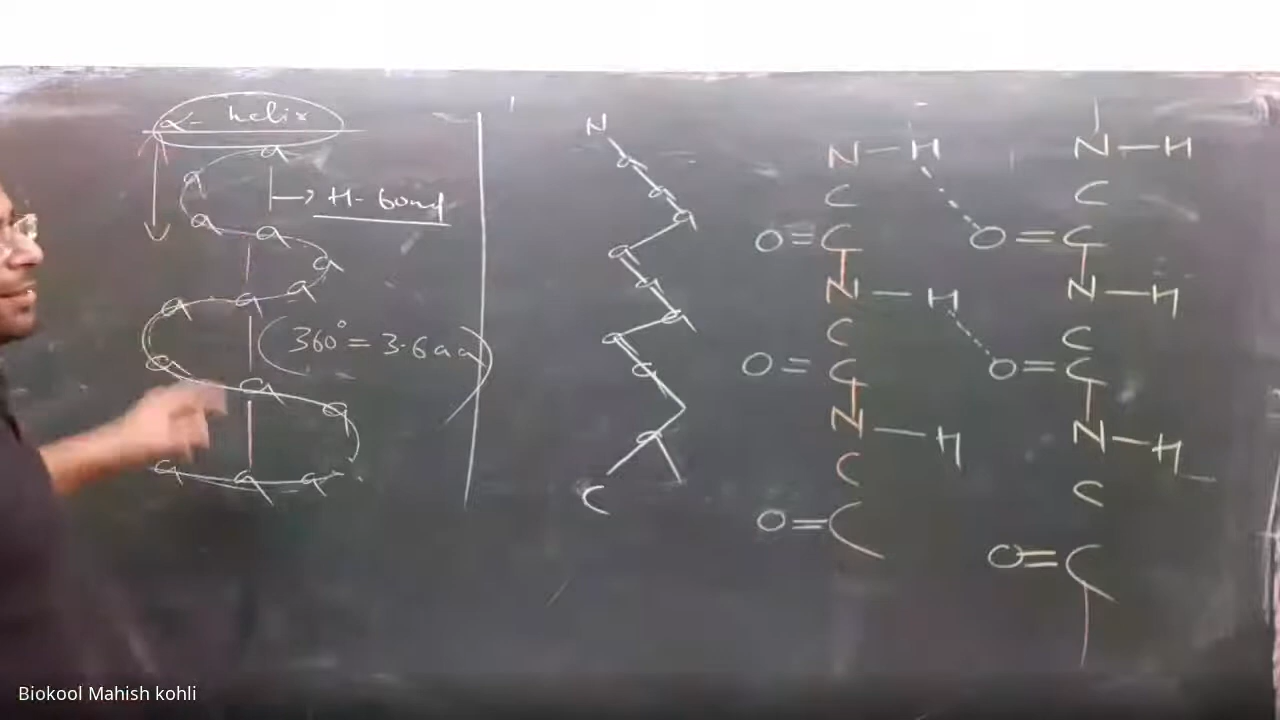 α- helix
a
a
→ H-bond
a a
a
a a a
(360° = 3.6 aa)
a
a a
a a a
N
a
a
a
a
a
a
a
a
a
C
N-H
C
O=C
N-H
C
O=C
N-H
C
O=C
N-H
C
O=C
N-H
C
O=C
N-H
C
O=C
Biokool Mahish kohli